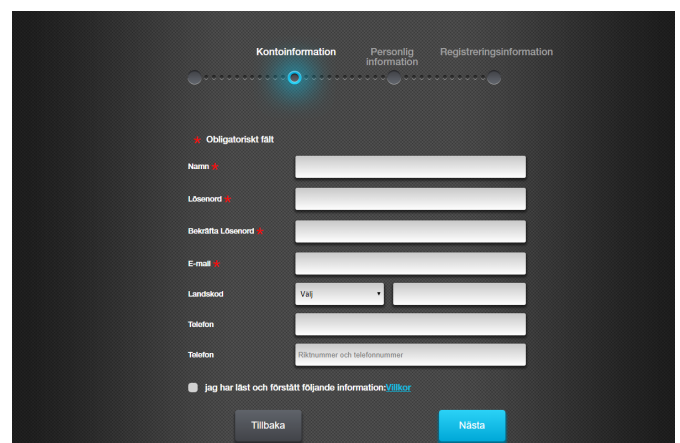 Kontoinformation
Personlig information
Registreringsinformation
* Obligatoriskt fält
Namn *
Lösenord *
Bekräfta Lösenord *
E-mail *
Landskod
Välj
Telefon
Telefon
Riktnummer och telefonnummer
jag har läst och förstått följande information:Villkor
Tillbaka
Nästa